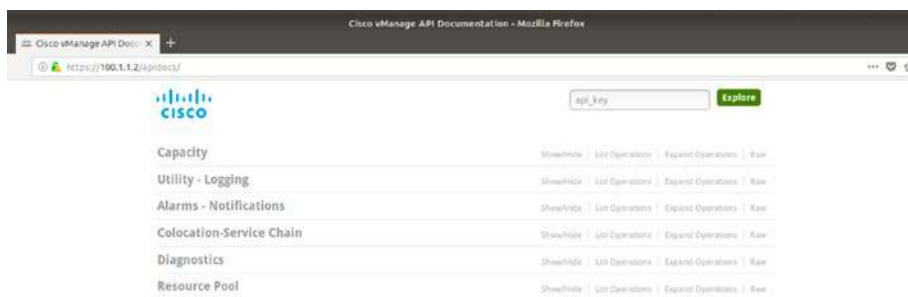 Cisco vManage API Documentation - Mozilla Firefox
Cisco vManage API Doc
https://100.1.1.2/apidocs/
CISCO
api_key
Explore
Capacity
Show/Hide | List Operations | Expand Operations | Raw
Utility - Logging
Show/Hide | List Operations | Expand Operations | Raw
Alarms - Notifications
Show/Hide | List Operations | Expand Operations | Raw
Colocation-Service Chain
Show/Hide | List Operations | Expand Operations | Raw
Diagnostics
Show/Hide | List Operations | Expand Operations | Raw
Resource Pool
Show/Hide | List Operations | Expand Operations | Raw